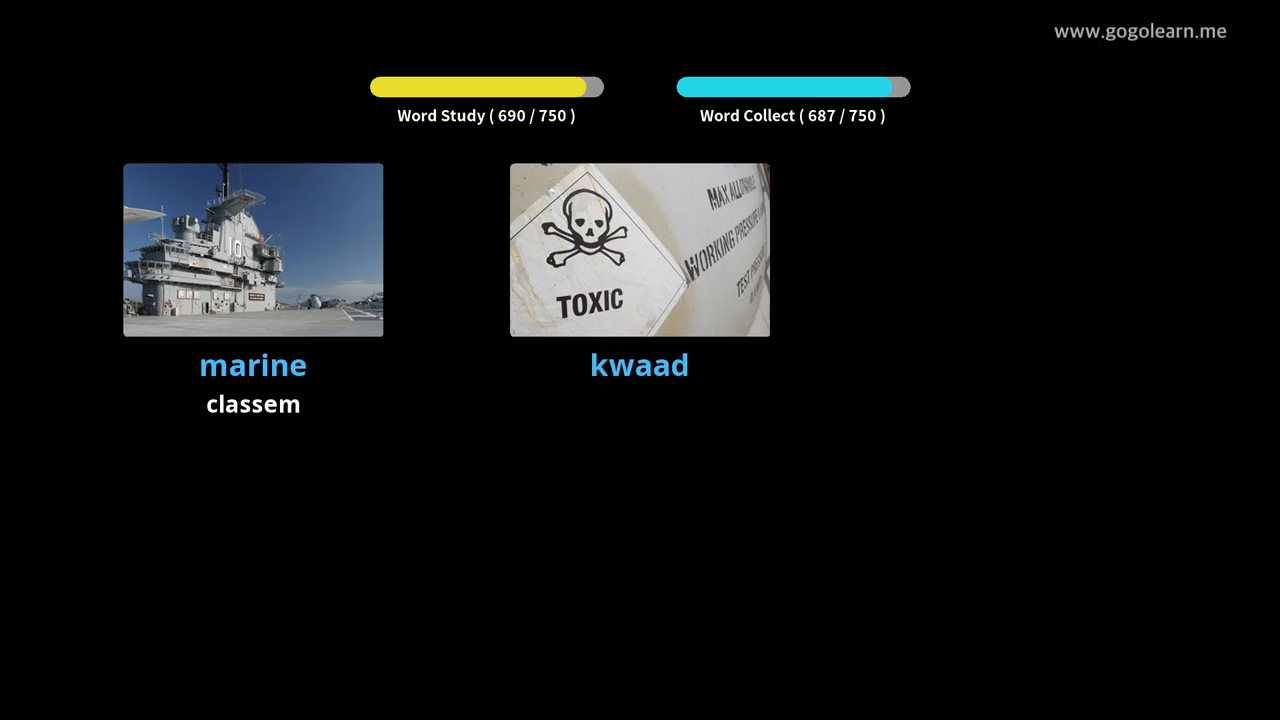 www.gogolearn.me
Word Study ( 690 / 750 )
Word Collect ( 687 / 750 )
10
TOXIC
MAX ALLOWABLE
WORKING PRESSURE
TEST PRESSURE
marine
kwaad
classem